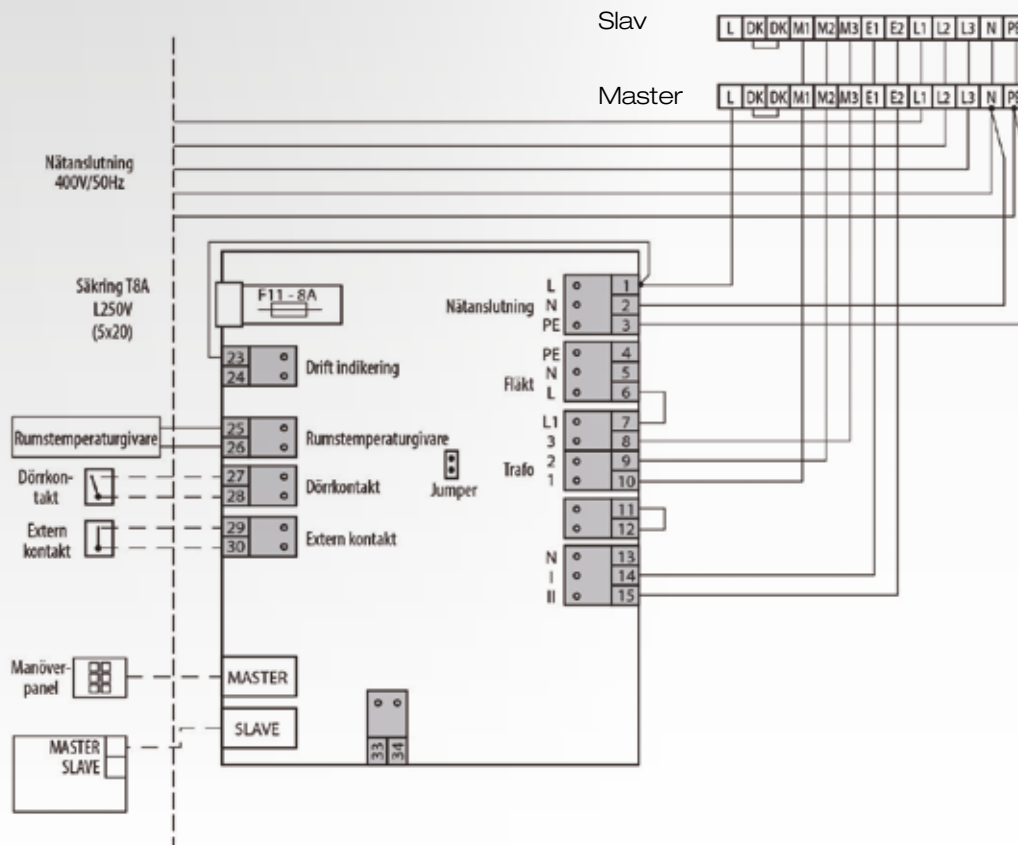 Slav
L DK DK M1 M2 M3 E1 E2 L1 L2 L3 N PE
Master
L DK DK M1 M2 M3 E1 E2 L1 L2 L3 N PE
Nätanslutning
400V/50Hz
Säkring T8A
L250V
(5x20)
F11 - 8A
23
24
Drift indikering
Rumstemperaturgivare
25
26
Rumstemperaturgivare
Dörrkon-
takt
27
28
Dörrkontakt
Extern
kontakt
29
30
Extern kontakt
Jumper
Nätanslutning
L 1
N 2
PE 3
Fläkt
PE 4
N 5
L 6
Trafo
L1 7
3 8
2 9
1 10
11
12
N 13
I 14
II 15
Manöver-
panel
MASTER
SLAVE
MASTER
SLAVE
33
34